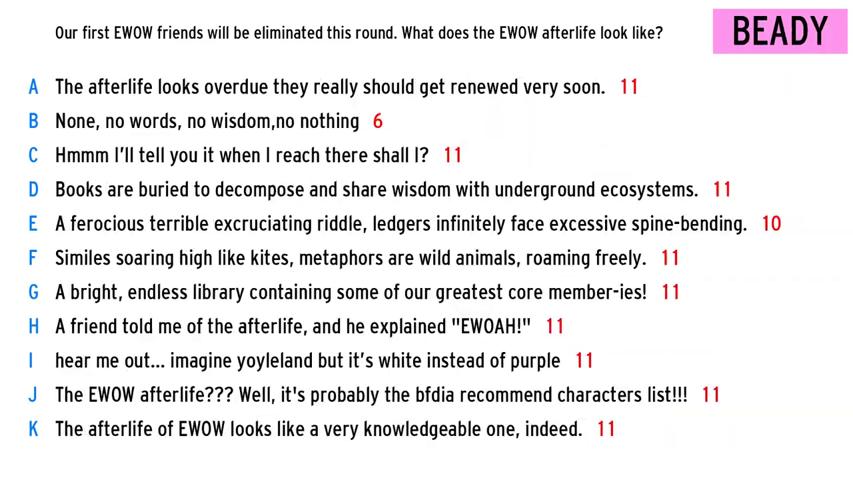 Our first EWOW friends will be eliminated this round. What does the EWOW afterlife look like?
BEADY
A The afterlife looks overdue they really should get renewed very soon. 11
B None, no words, no wisdom,no nothing 6
C Hmmm I'll tell you it when I reach there shall I? 11
D Books are buried to decompose and share wisdom with underground ecosystems. 11
E A ferocious terrible excruciating riddle, ledgers infinitely face excessive spine-bending. 10
F Similes soaring high like kites, metaphors are wild animals, roaming freely. 11
G A bright, endless library containing some of our greatest core member-ies! 11
H A friend told me of the afterlife, and he explained "EWOAH!" 11
I hear me out... imagine yoyleland but it's white instead of purple 11
J The EWOW afterlife??? Well, it's probably the bfdia recommend characters list!!! 11
K The afterlife of EWOW looks like a very knowledgeable one, indeed. 11